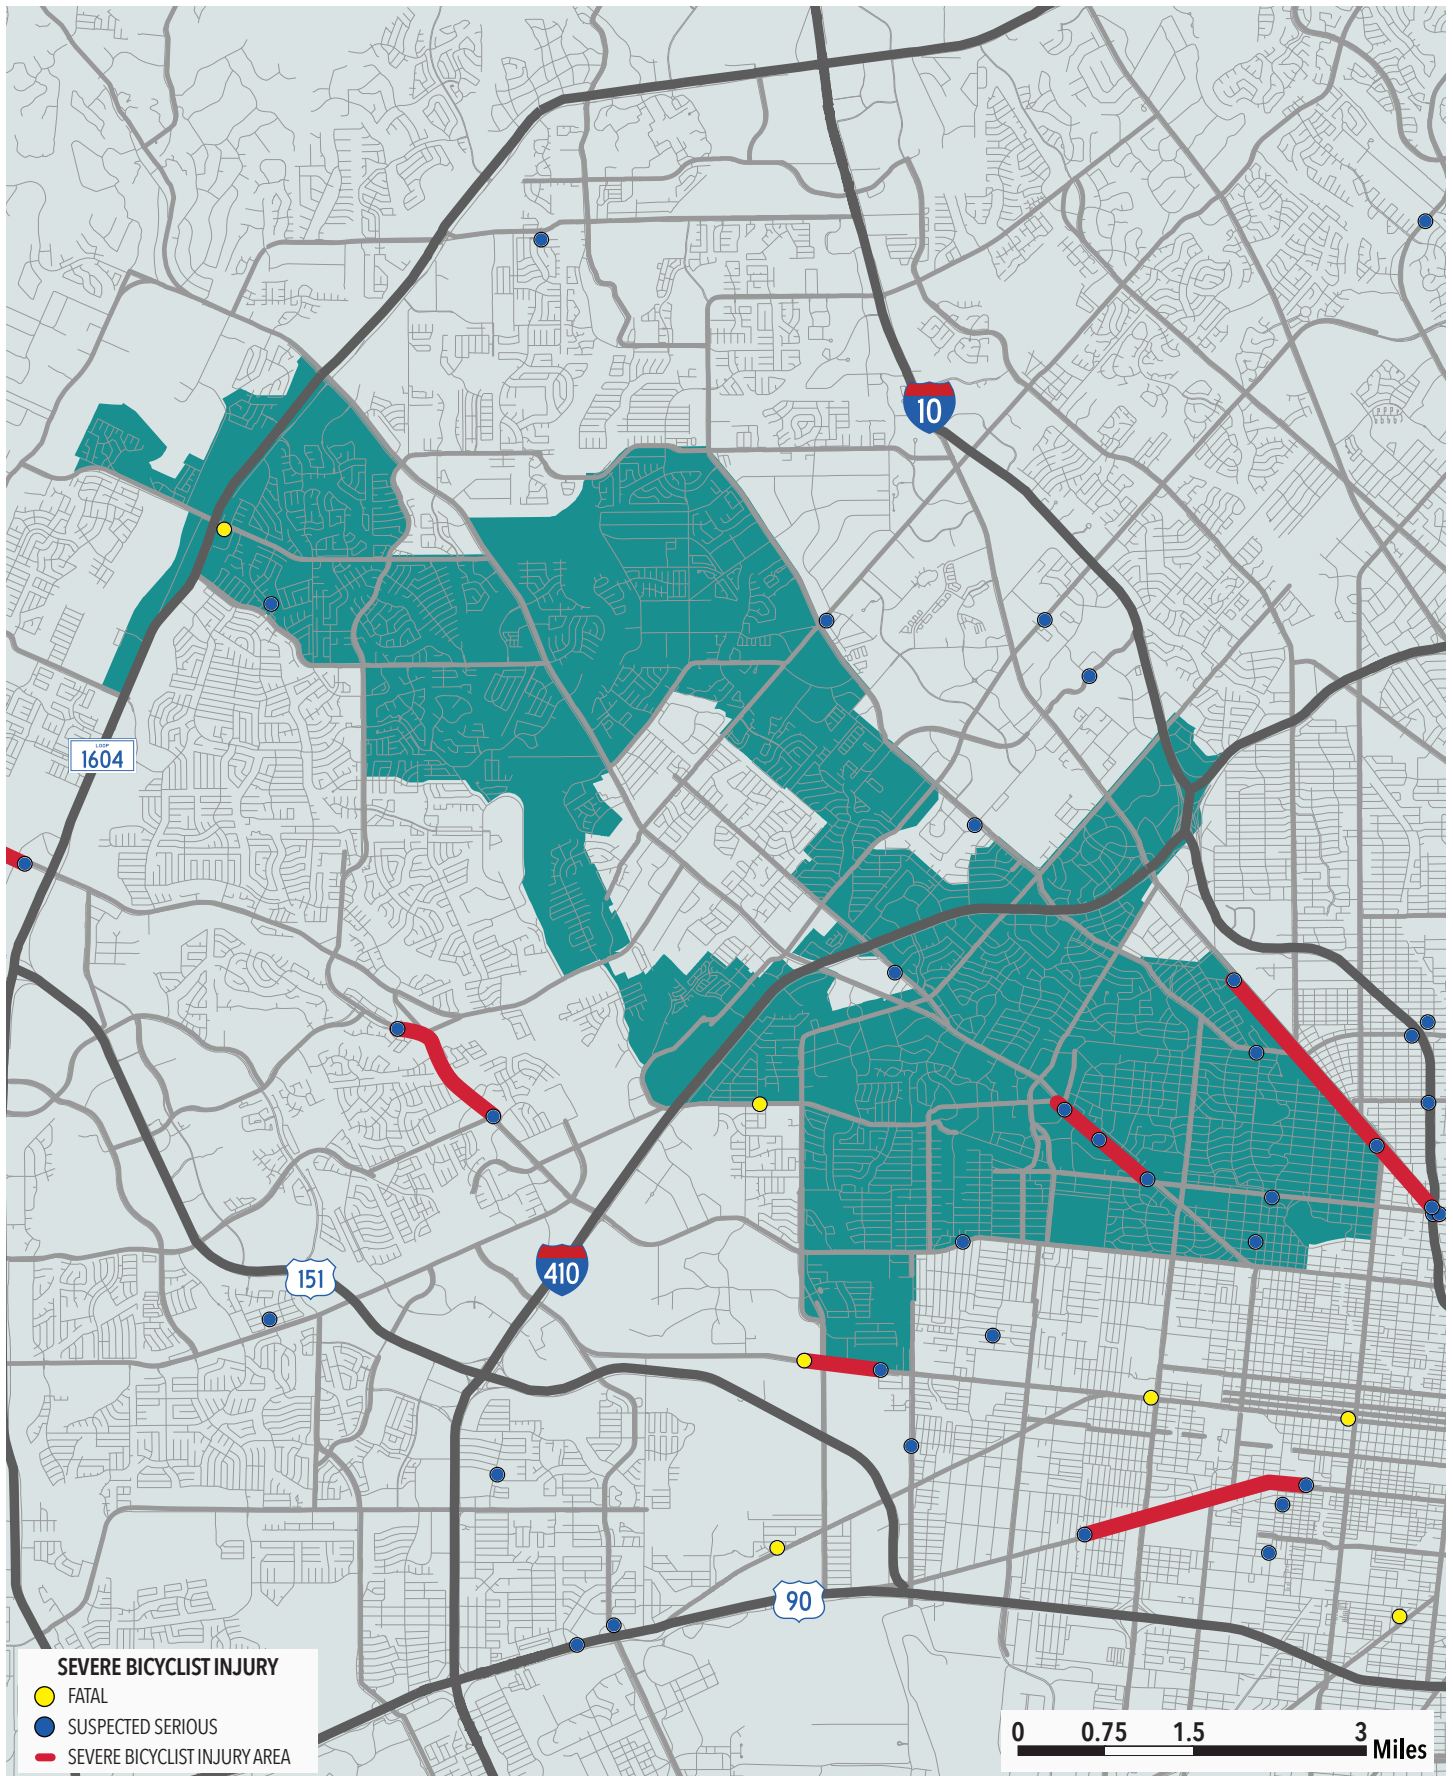 10
LOOP
1604
410
151
90
SEVERE BICYCLIST INJURY
FATAL
SUSPECTED SERIOUS
SEVERE BICYCLIST INJURY AREA
0 0.75 1.5 3
Miles